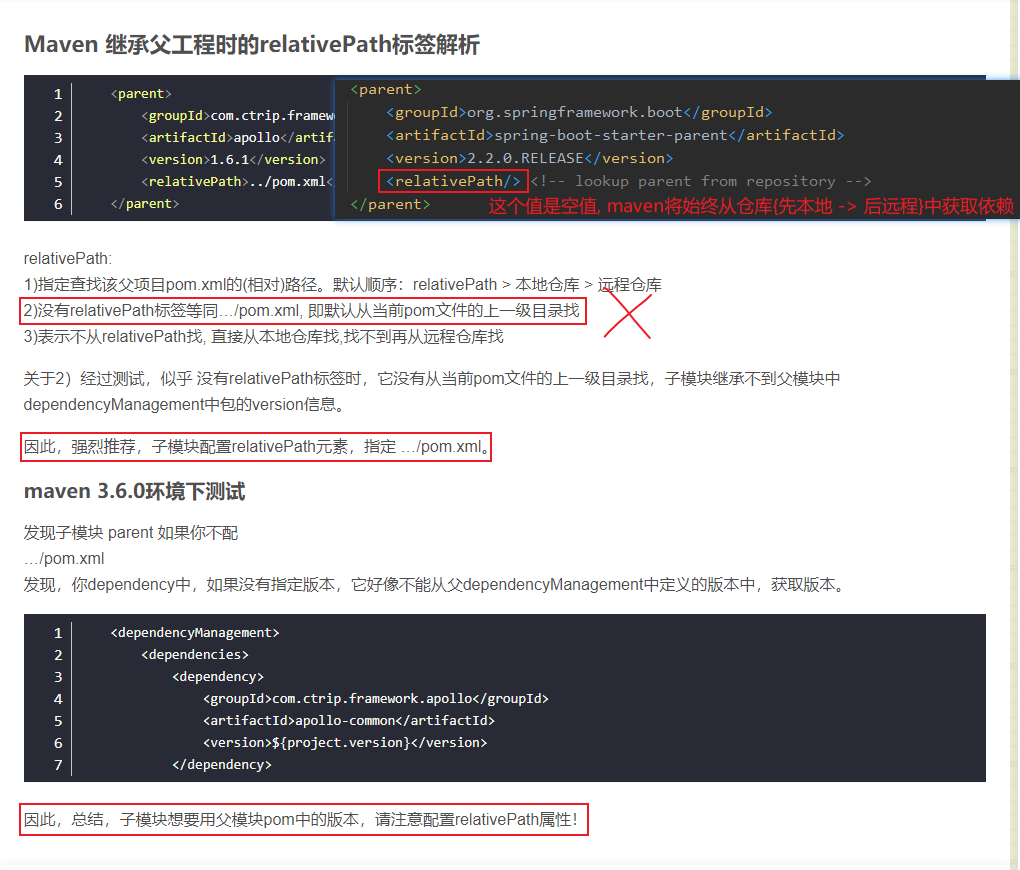 Maven 继承父工程时的relativePath标签解析
1 <parent>
2 <groupId>com.ctrip.framew
3 <artifactId>apollo</artif
4 <version>1.6.1</version>
5 <relativePath>../pom.xml<
6 </parent>
<parent>
<groupId>org.springframework.boot</groupId>
<artifactId>spring-boot-starter-parent</artifactId>
<version>2.2.0.RELEASE</version>
<relativePath/> <!-- lookup parent from repository -->
</parent>
这个值是空值, maven将始终从仓库{先本地 -> 后远程}中获取依赖
relativePath:
1)指定查找该父项目pom.xml的(相对)路径。默认顺序：relativePath > 本地仓库 > 远程仓库
2)没有relativePath标签等同…/pom.xml, 即默认从当前pom文件的上一级目录找
3)表示不从relativePath找, 直接从本地仓库找,找不到再从远程仓库找
关于2）经过测试，似乎 没有relativePath标签时，它没有从当前pom文件的上一级目录找，子模块继承不到父模块中
dependencyManagement中包的version信息。
因此，强烈推荐，子模块配置relativePath元素，指定 …/pom.xml。
maven 3.6.0环境下测试
发现子模块 parent 如果你不配
…/pom.xml
发现，你dependency中，如果没有指定版本，它好像不能从父dependencyManagement中定义的版本中，获取版本。
1 <dependencyManagement>
2 <dependencies>
3 <dependency>
4 <groupId>com.ctrip.framework.apollo</groupId>
5 <artifactId>apollo-common</artifactId>
6 <version>${project.version}</version>
7 </dependency>
因此，总结，子模块想要用父模块pom中的版本，请注意配置relativePath属性！